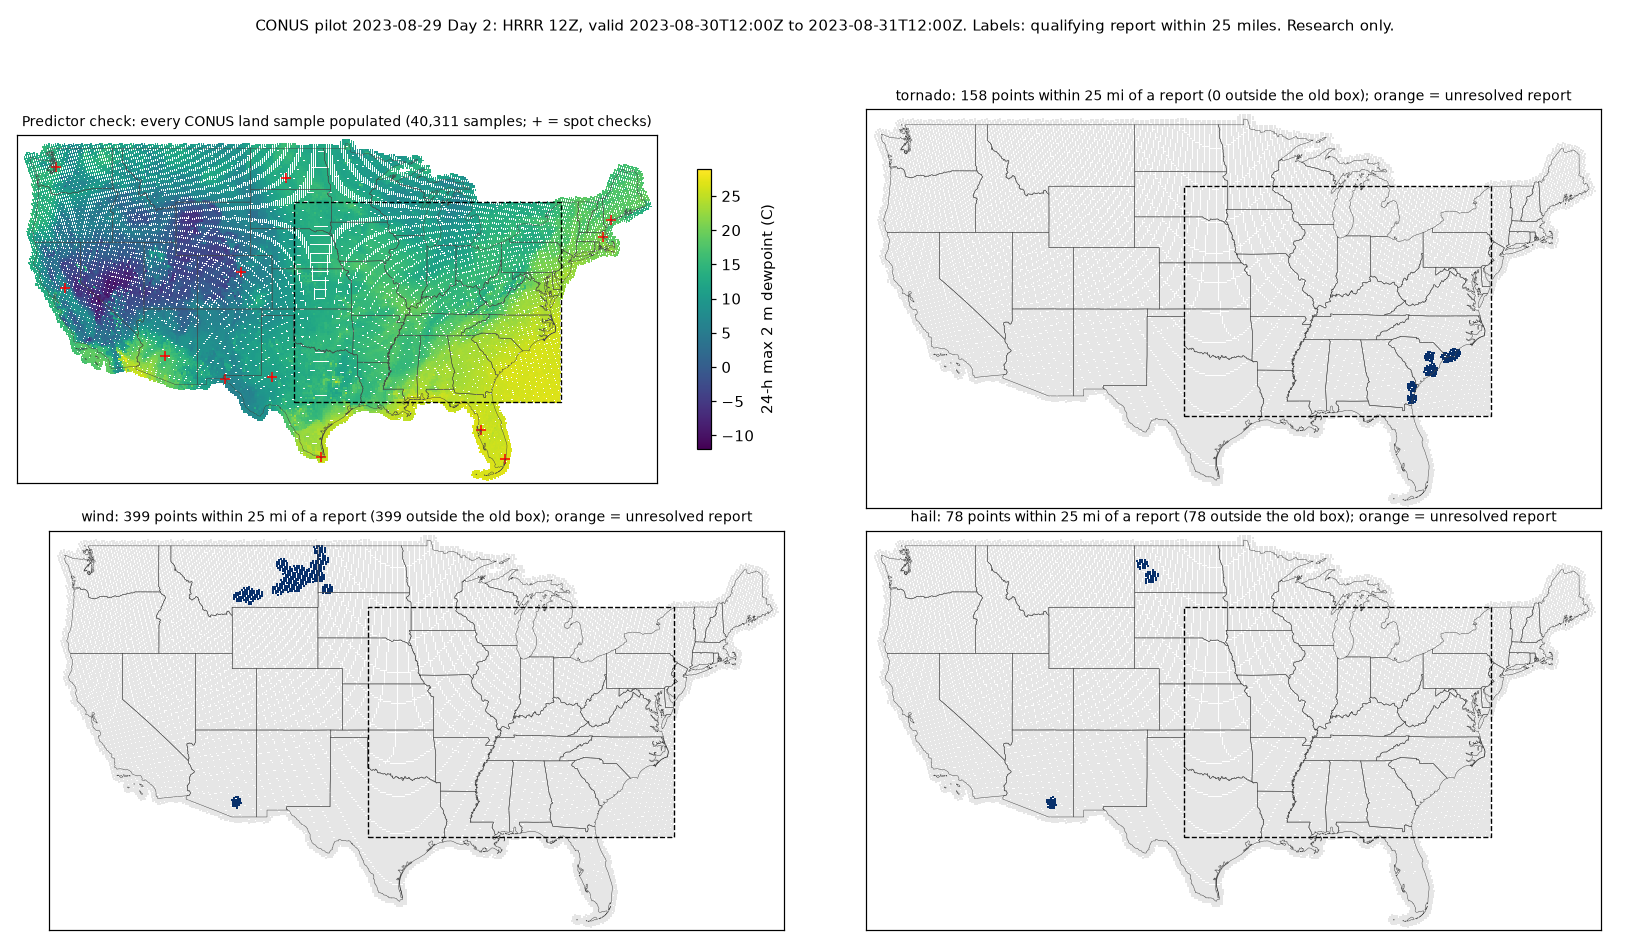 CONUS pilot 2023-08-29 Day 2: HRRR 12Z, valid 2023-08-30T12:00Z to 2023-08-31T12:00Z. Labels: qualifying report within 25 miles. Research only.
Predictor check: every CONUS land sample populated (40,311 samples; + = spot checks)
25
20
15
10
5
0
−5
−10
24-h max 2 m dewpoint (C)
tornado: 158 points within 25 mi of a report (0 outside the old box); orange = unresolved report
wind: 399 points within 25 mi of a report (399 outside the old box); orange = unresolved report
hail: 78 points within 25 mi of a report (78 outside the old box); orange = unresolved report